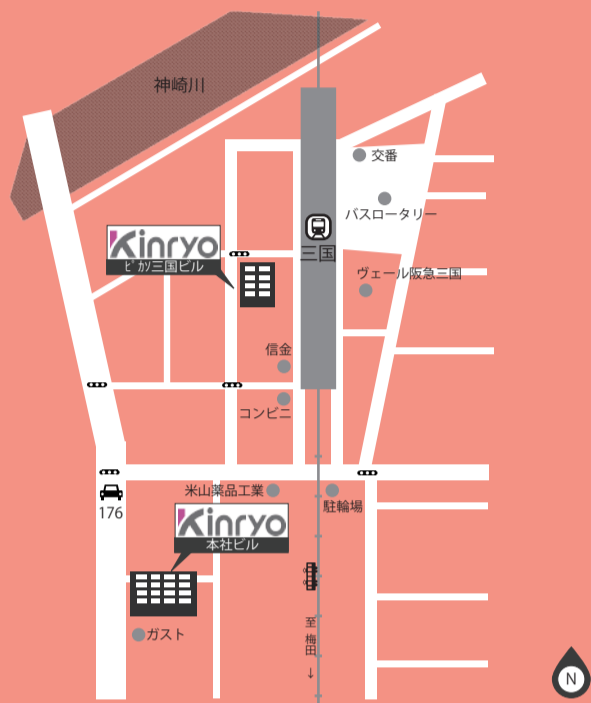 神崎川
交番
バスロータリー
Kinryo
ピカソ三国ビル
三国
ヴェール阪急三国
信金
コンビニ
米山薬品工業
駐輪場
176
Kinryo
本社ビル
ガスト
至 梅田 ↓
N